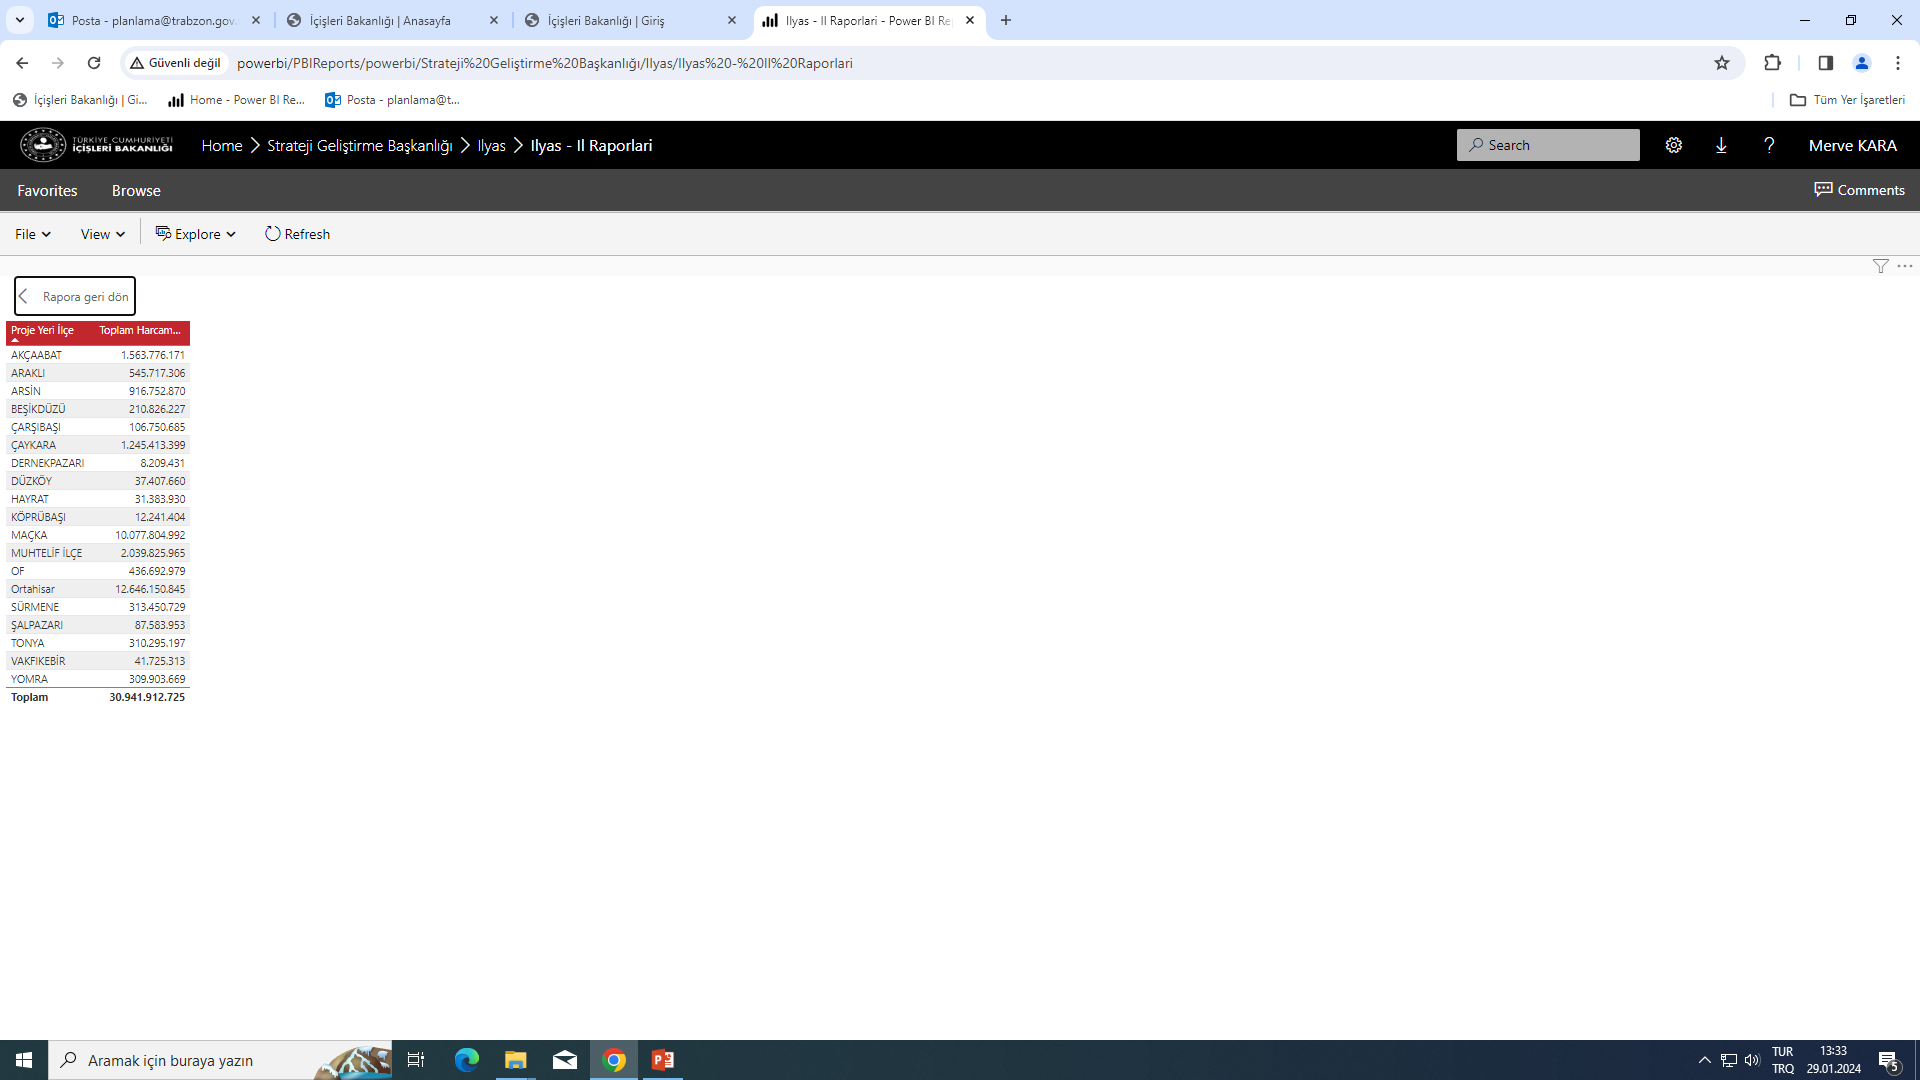 Posta - planlama@trabzon.gov.
İçişleri Bakanlığı | Anasayfa
İçişleri Bakanlığı | Giriş
Ilyas - Il Raporlari - Power BI Re
Güvenli değil
powerbi/PBIReports/powerbi/Strateji%20Geliştirme%20Başkanlığı/Ilyas/Ilyas%20-%20Il%20Raporlari
İçişleri Bakanlığı | Gi...
Home - Power BI Re...
Posta - planlama@t...
Tüm Yer İşaretleri
TÜRKİYE CUMHURİYETİ
İÇİŞLERİ BAKANLIĞI
Home > Strateji Geliştirme Başkanlığı > Ilyas > Ilyas - Il Raporlari
Search
?
Merve KARA
Favorites
Browse
Comments
File
View
Explore
Refresh
Rapora geri dön
Proje Yeri İlçe Toplam Harcam...
AKÇAABAT 1.563.776.171
ARAKLI 545.717.306
ARSİN 916.752.870
BEŞİKDÜZÜ 210.826.227
ÇARŞIBAŞI 106.750.685
ÇAYKARA 1.245.413.399
DERNEKPAZARI 8.209.431
DÜZKÖY 37.407.660
HAYRAT 31.383.930
KÖPRÜBAŞI 12.241.404
MAÇKA 10.077.804.992
MUHTELİF İLÇE 2.039.825.965
OF 436.692.979
Ortahisar 12.646.150.845
SÜRMENE 313.450.729
ŞALPAZARI 87.583.953
TONYA 310.295.197
VAKFIKEBİR 41.725.313
YOMRA 309.903.669
Toplam 30.941.912.725
Aramak için buraya yazın
TUR
TRQ
13:33
29.01.2024
5